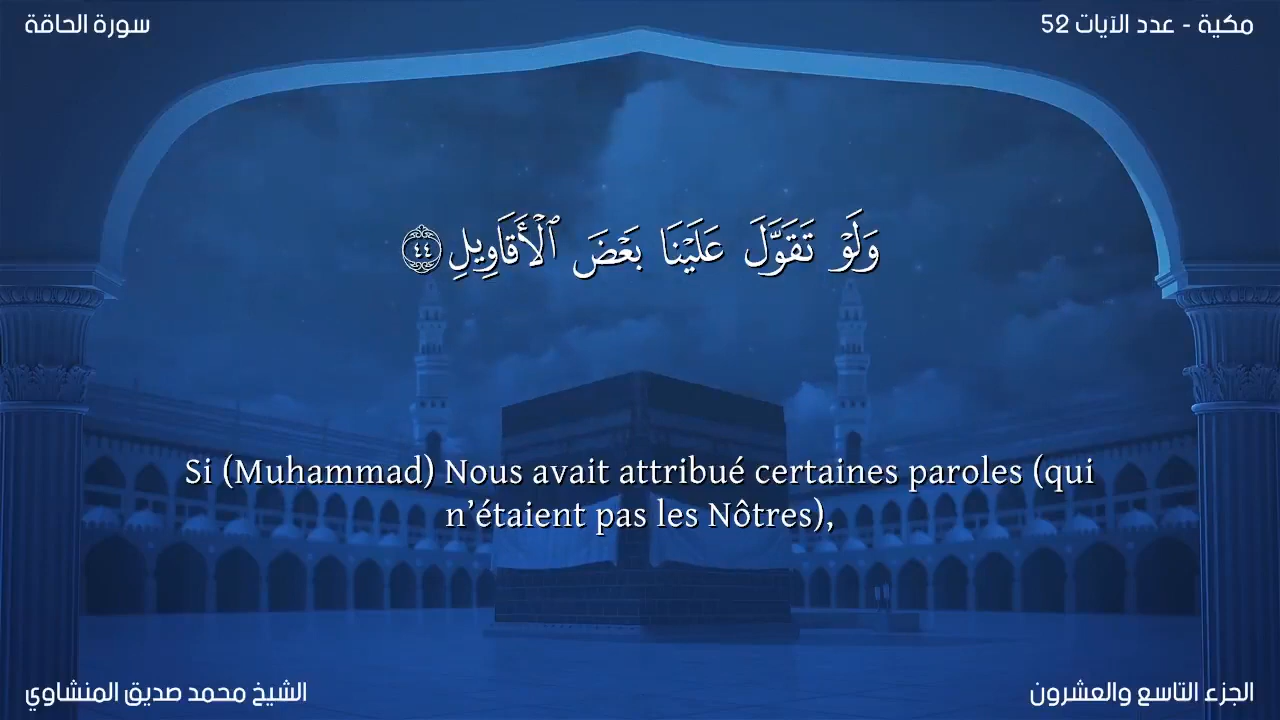 سورة الحاقة
مكية - عدد الآيات 52
وَلَوْ تَقَوَّلَ عَلَيْنَا بَعْضَ ٱلْأَقَاوِيلِ ٤٤
Si (Muhammad) Nous avait attribué certaines paroles (qui
n’étaient pas les Nôtres),
الشيخ محمد صديق المنشاوي
الجزء التاسع والعشرون